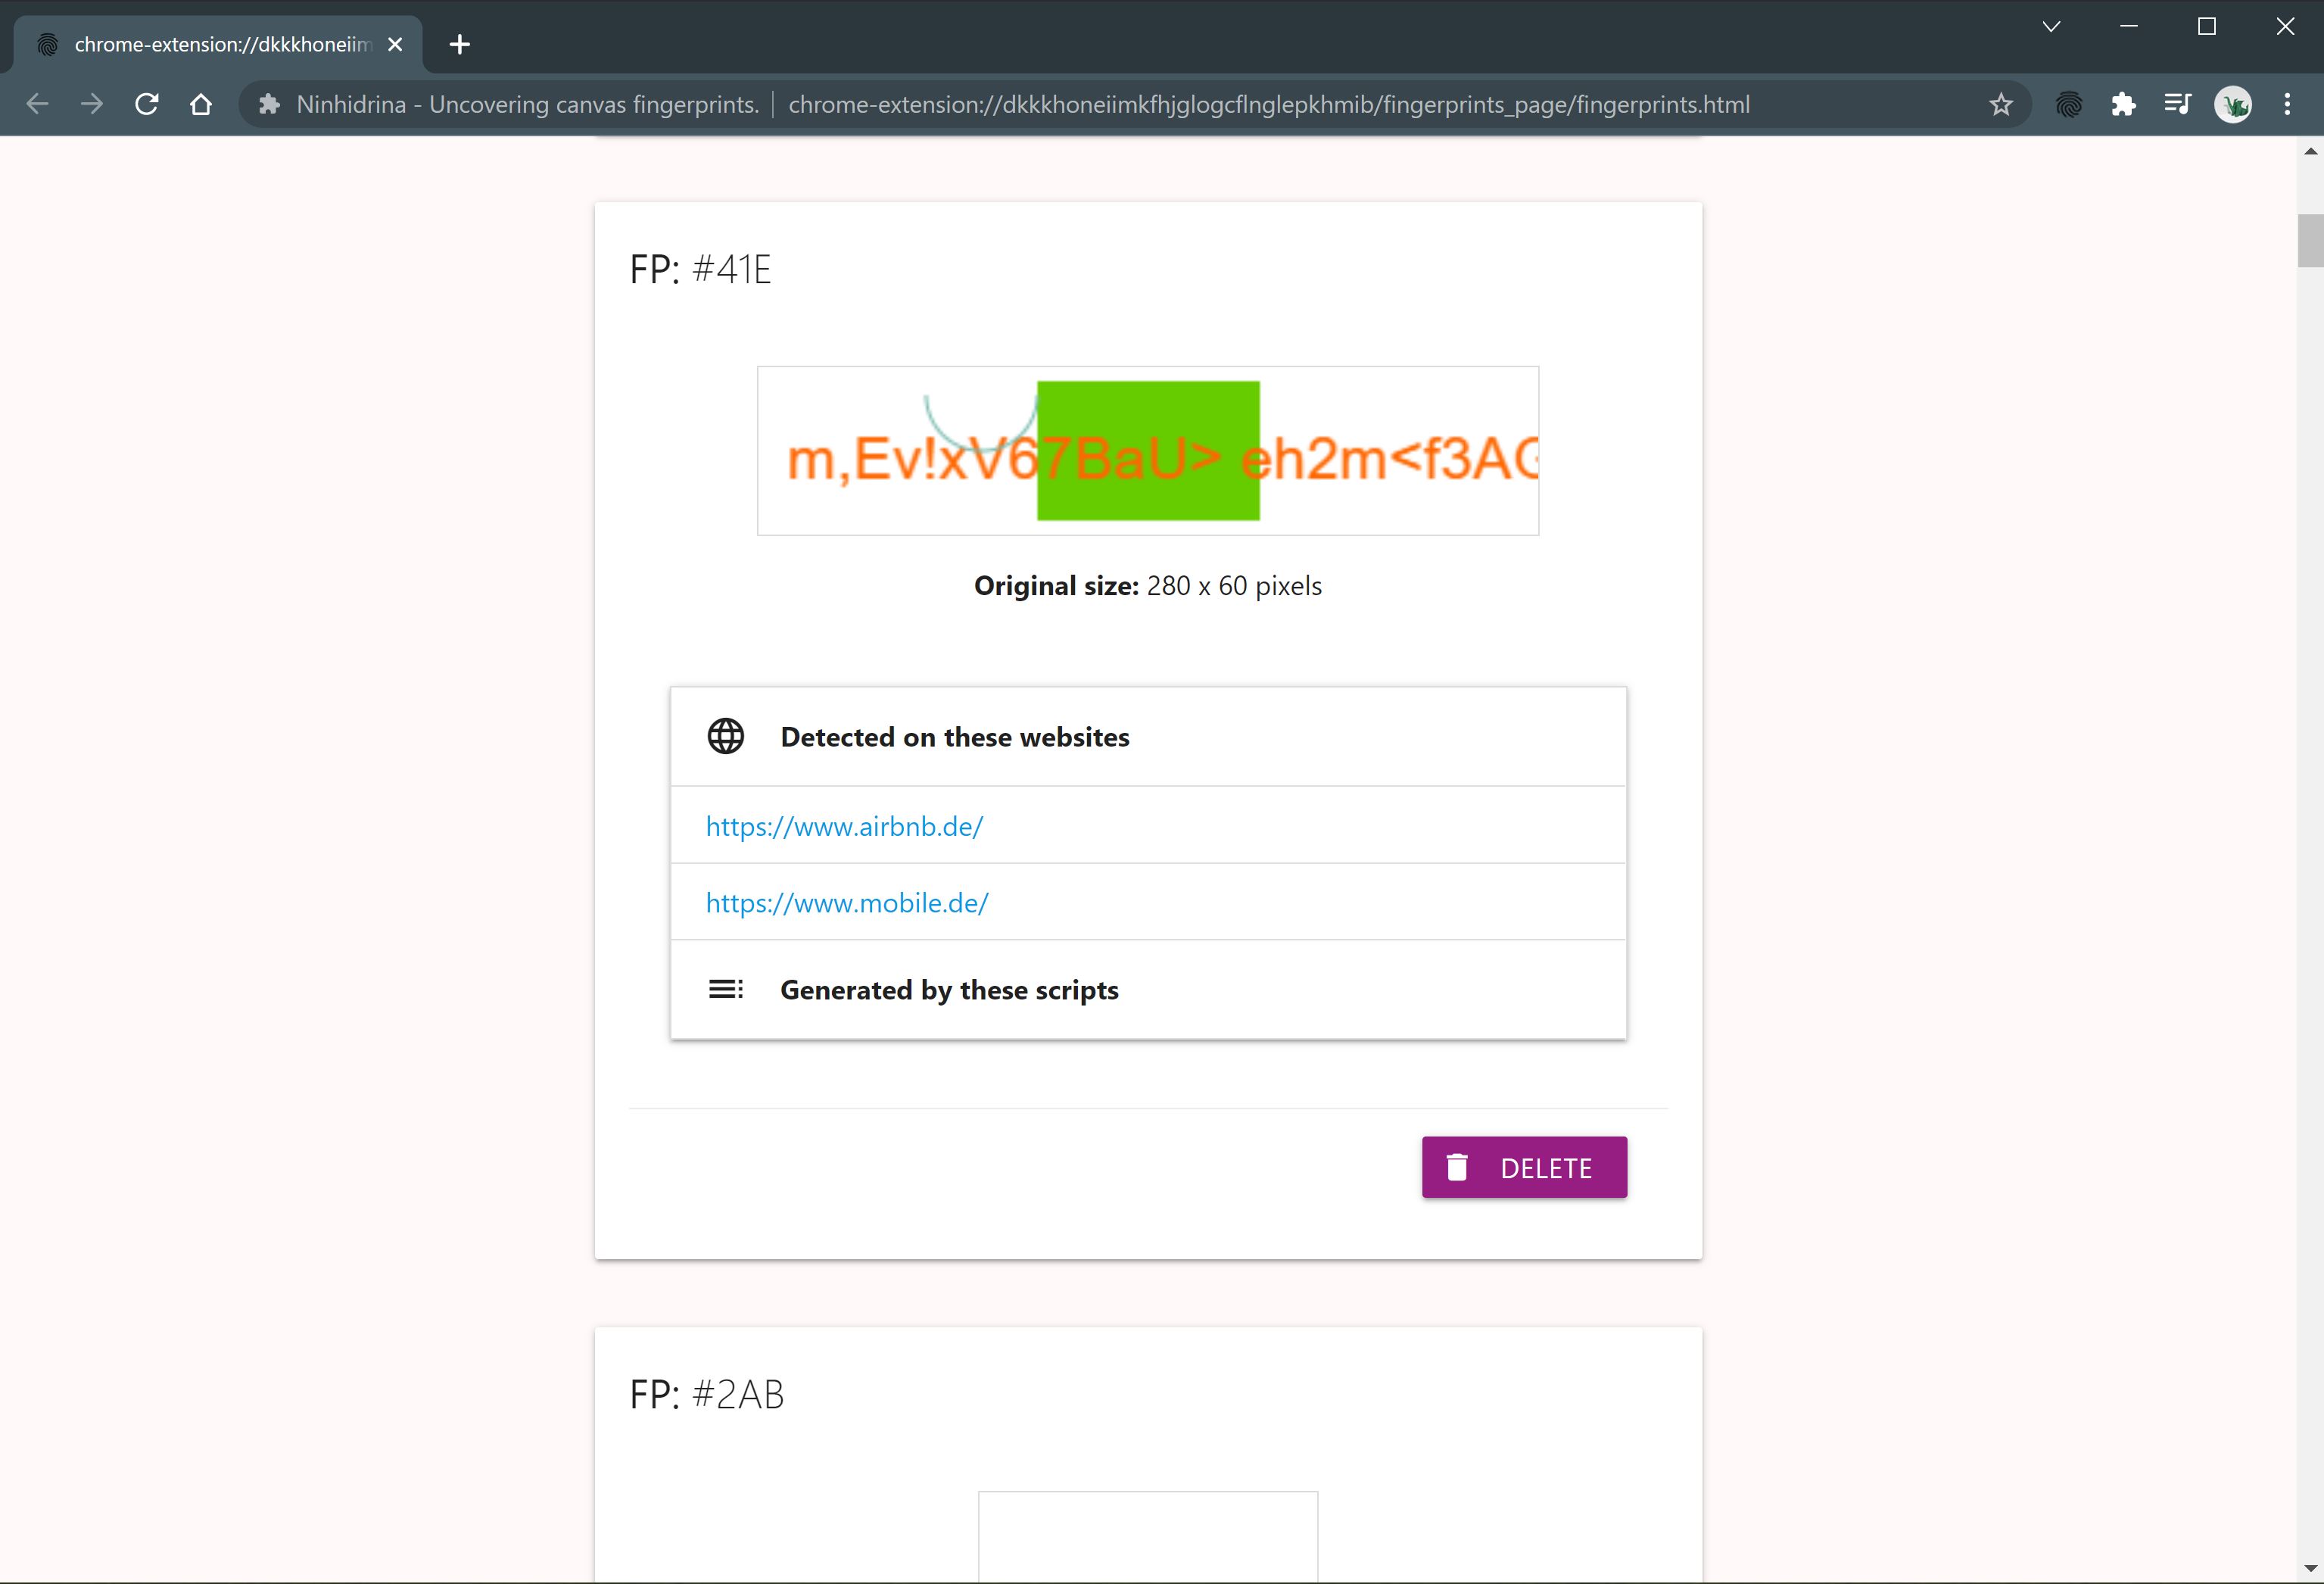 chrome-extension://dkkkhoneiim
Ninhidrina - Uncovering canvas fingerprints. chrome-extension://dkkkhoneiimkfhjglogcflnglepkhmib/fingerprints_page/fingerprints.html
FP: #41E
m,Ev!xV67BaU> eh2m<f3AG
Original size: 280 x 60 pixels
Detected on these websites
https://www.airbnb.de/
https://www.mobile.de/
Generated by these scripts
DELETE
FP: #2AB